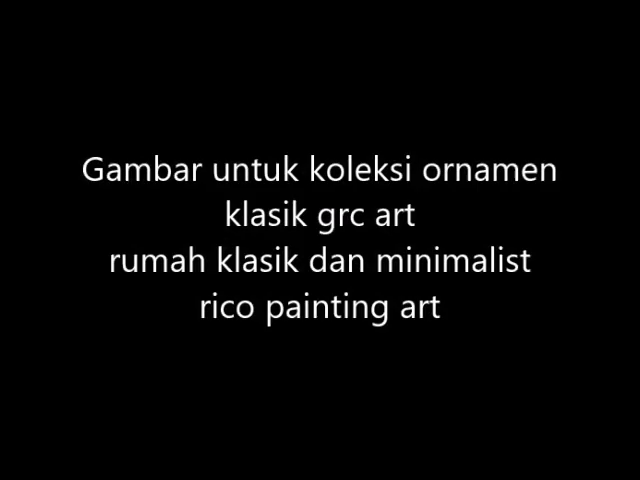 Gambar untuk koleksi ornamen
klasik grc art
rumah klasik dan minimalist
rico painting art